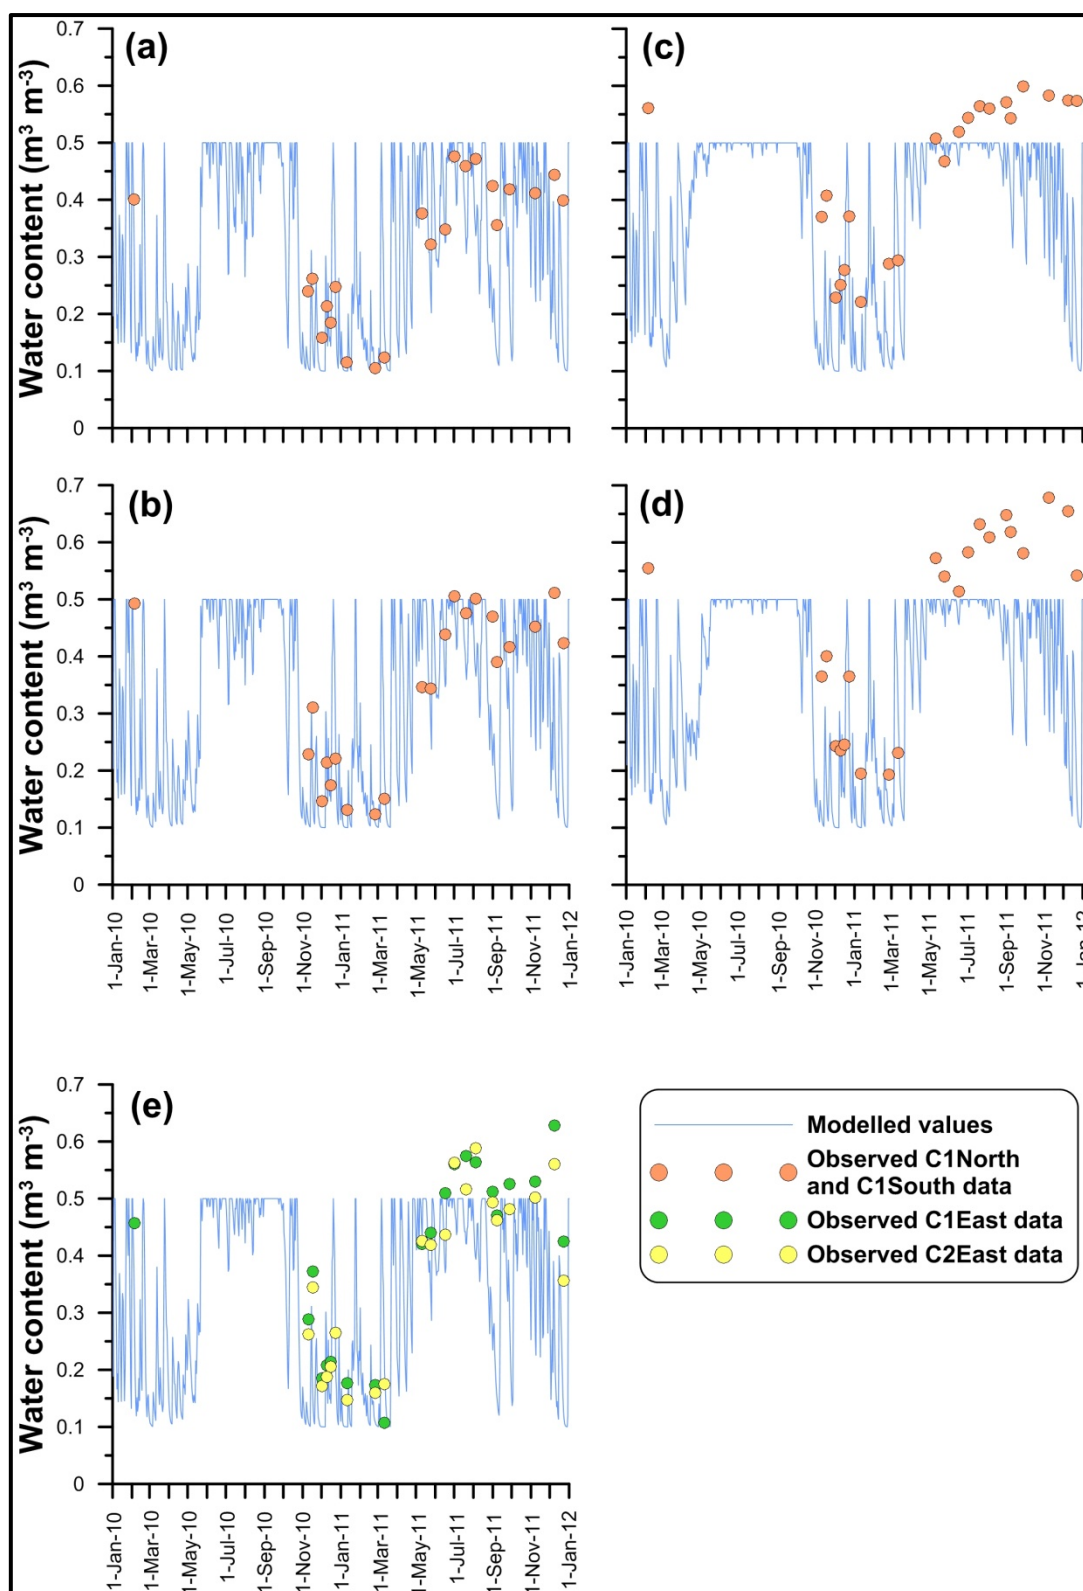 (a)
Water content (m³ m⁻³)
0.7
0.6
0.5
0.4
0.3
0.2
0.1
0
(c)
(b)
Water content (m³ m⁻³)
0.7
0.6
0.5
0.4
0.3
0.2
0.1
0
1-Jan-10
1-Mar-10
1-May-10
1-Jul-10
1-Sep-10
1-Nov-10
1-Jan-11
1-Mar-11
1-May-11
1-Jul-11
1-Sep-11
1-Nov-11
1-Jan-12
(d)
1-Jan-10
1-Mar-10
1-May-10
1-Jul-10
1-Sep-10
1-Nov-10
1-Jan-11
1-Mar-11
1-May-11
1-Jul-11
1-Sep-11
1-Nov-11
1-Jan-12
(e)
Water content (m³ m⁻³)
0.7
0.6
0.5
0.4
0.3
0.2
0.1
0
1-Jan-10
1-Mar-10
1-May-10
1-Jul-10
1-Sep-10
1-Nov-10
1-Jan-11
1-Mar-11
1-May-11
1-Jul-11
1-Sep-11
1-Nov-11
1-Jan-12
Modelled values
Observed C1North
and C1South data
Observed C1East data
Observed C2East data